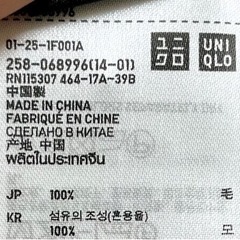 01-25-1F001A
ユニクロ UNIQLO
258-068996(14-01)
RN115307 464-17A-39B
中国製
MADE IN CHINA
FABRIQUÉ EN CHINE
СДЕЛАНО В КИТАЕ
产地 中国
ผลิตในประเทศจีน
JP 100% 毛
KR 섬유의 조성(혼용율)
100% 모